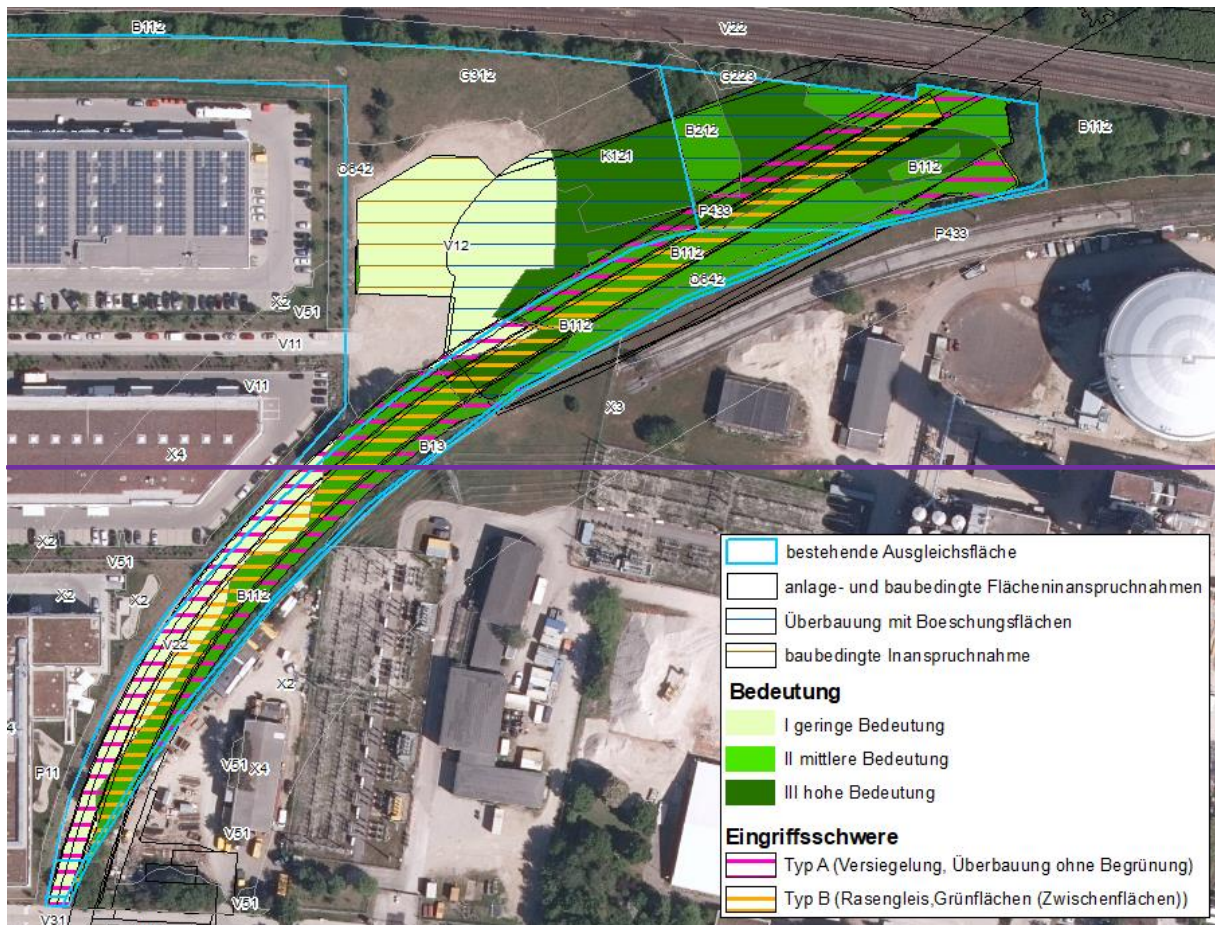 B112
V22
G312
G223
B112
B212
O642
K121
B112
P433
P433
V12
B112
O642
X2
V51
B112
V11
V11
X3
B13
X4
X2
V51
X2
X2
B112
V22
X2
4
P11
V51
X4
V51
V51
V31
bestehende Ausgleichsfläche
anlage- und baubedingte Flächeninanspruchnahmen
Überbauung mit Boeschungsflächen
baubedingte Inanspruchnahme
Bedeutung
I geringe Bedeutung
II mittlere Bedeutung
III hohe Bedeutung
Eingriffsschwere
Typ A (Versiegelung, Überbauung ohne Begrünung)
Typ B (Rasengleis,Grünflächen (Zwischenflächen))